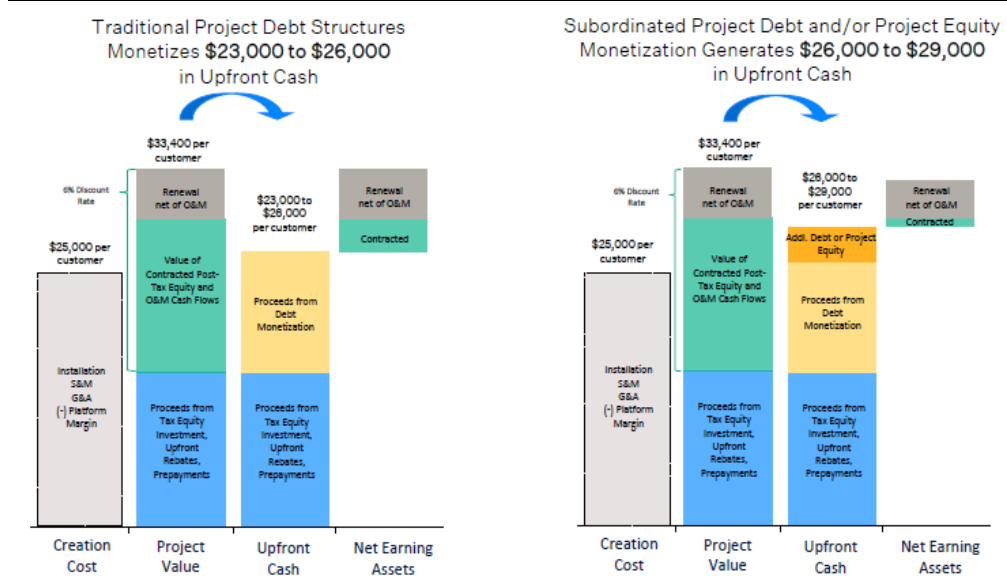 Traditional Project Debt Structures
Monetizes $23,000 to $26,000
in Upfront Cash
$33,400 per
customer
6% Discount
Rate
Renewal
net of O&M
$23,000 to
$26,000
per customer
Renewal
net of O&M
Contracted
$25,000 per
customer
Value of
Contracted Post-
Tax Equity and
O&M Cash Flows
Proceeds from
Debt
Monetization
Installation
S&M
G&A
(-) Platform
Margin
Proceeds from
Tax Equity
Investment,
Upfront
Rebates,
Prepayments
Proceeds from
Tax Equity
Investment,
Upfront
Rebates,
Prepayments
Creation
Cost
Project
Value
Upfront
Cash
Net Earning
Assets
Subordinated Project Debt and/or Project Equity
Monetization Generates $26,000 to $29,000
in Upfront Cash
$33,400 per
customer
6% Discount
Rate
Renewal
net of O&M
$26,000 to
$29,000
per customer
Renewal
net of O&M
Contracted
$25,000 per
customer
Addl. Debt or Project
Equity
Value of
Contracted Post-
Tax Equity and
O&M Cash Flows
Proceeds from
Debt
Monetization
Installation
S&M
G&A
(-) Platform
Margin
Proceeds from
Tax Equity
Investment,
Upfront
Rebates,
Prepayments
Proceeds from
Tax Equity
Investment,
Upfront
Rebates,
Prepayments
Creation
Cost
Project
Value
Upfront
Cash
Net Earning
Assets